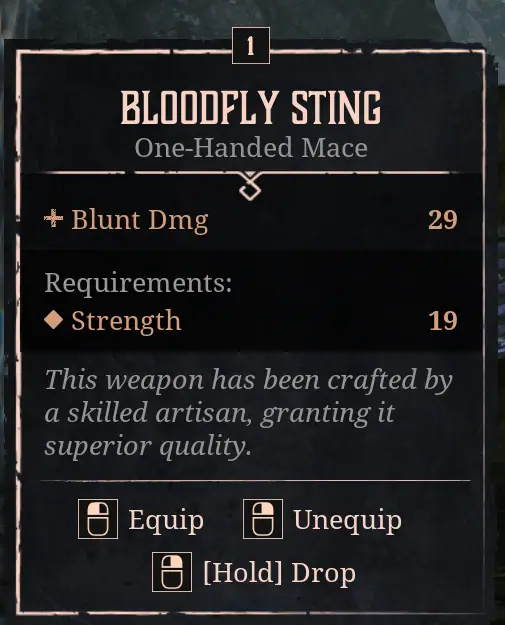 1
BLOODFLY STING
One-Handed Mace
Blunt Dmg 29
Requirements:
Strength 19
This weapon has been crafted by
a skilled artisan, granting it
superior quality.
Equip Unequip
[Hold] Drop